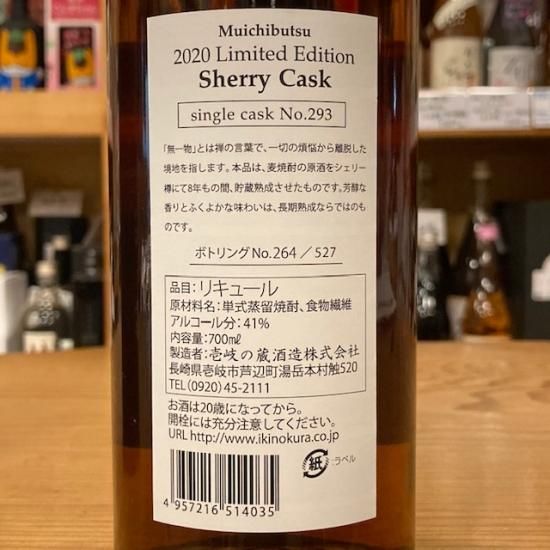 Muichibutsu
2020 Limited Edition
Sherry Cask
single cask No.293
「無一物」とは禅の言葉で、一切の煩悩から離脱した
境地を指します。本品は、麦焼酎の原酒をシェリー
樽にて8年もの間、貯蔵熟成させたものです。芳醇な
香りとふくよかな味わいは、長期熟成ならではのも
のです。
ボトリングNo.264／527
品目：リキュール
原材料名：単式蒸留焼酎、食物繊維
アルコール分：41%
内容量：700mℓ
製造者：壱岐の蔵酒造株式会社
長崎県壱岐市芦辺町湯岳本村触520
TEL(0920)45-2111
お酒は20歳になってから。
開栓には充分注意してください。
URL http://www.ikinokura.co.jp
紙 :ラベル
4 957216 514035